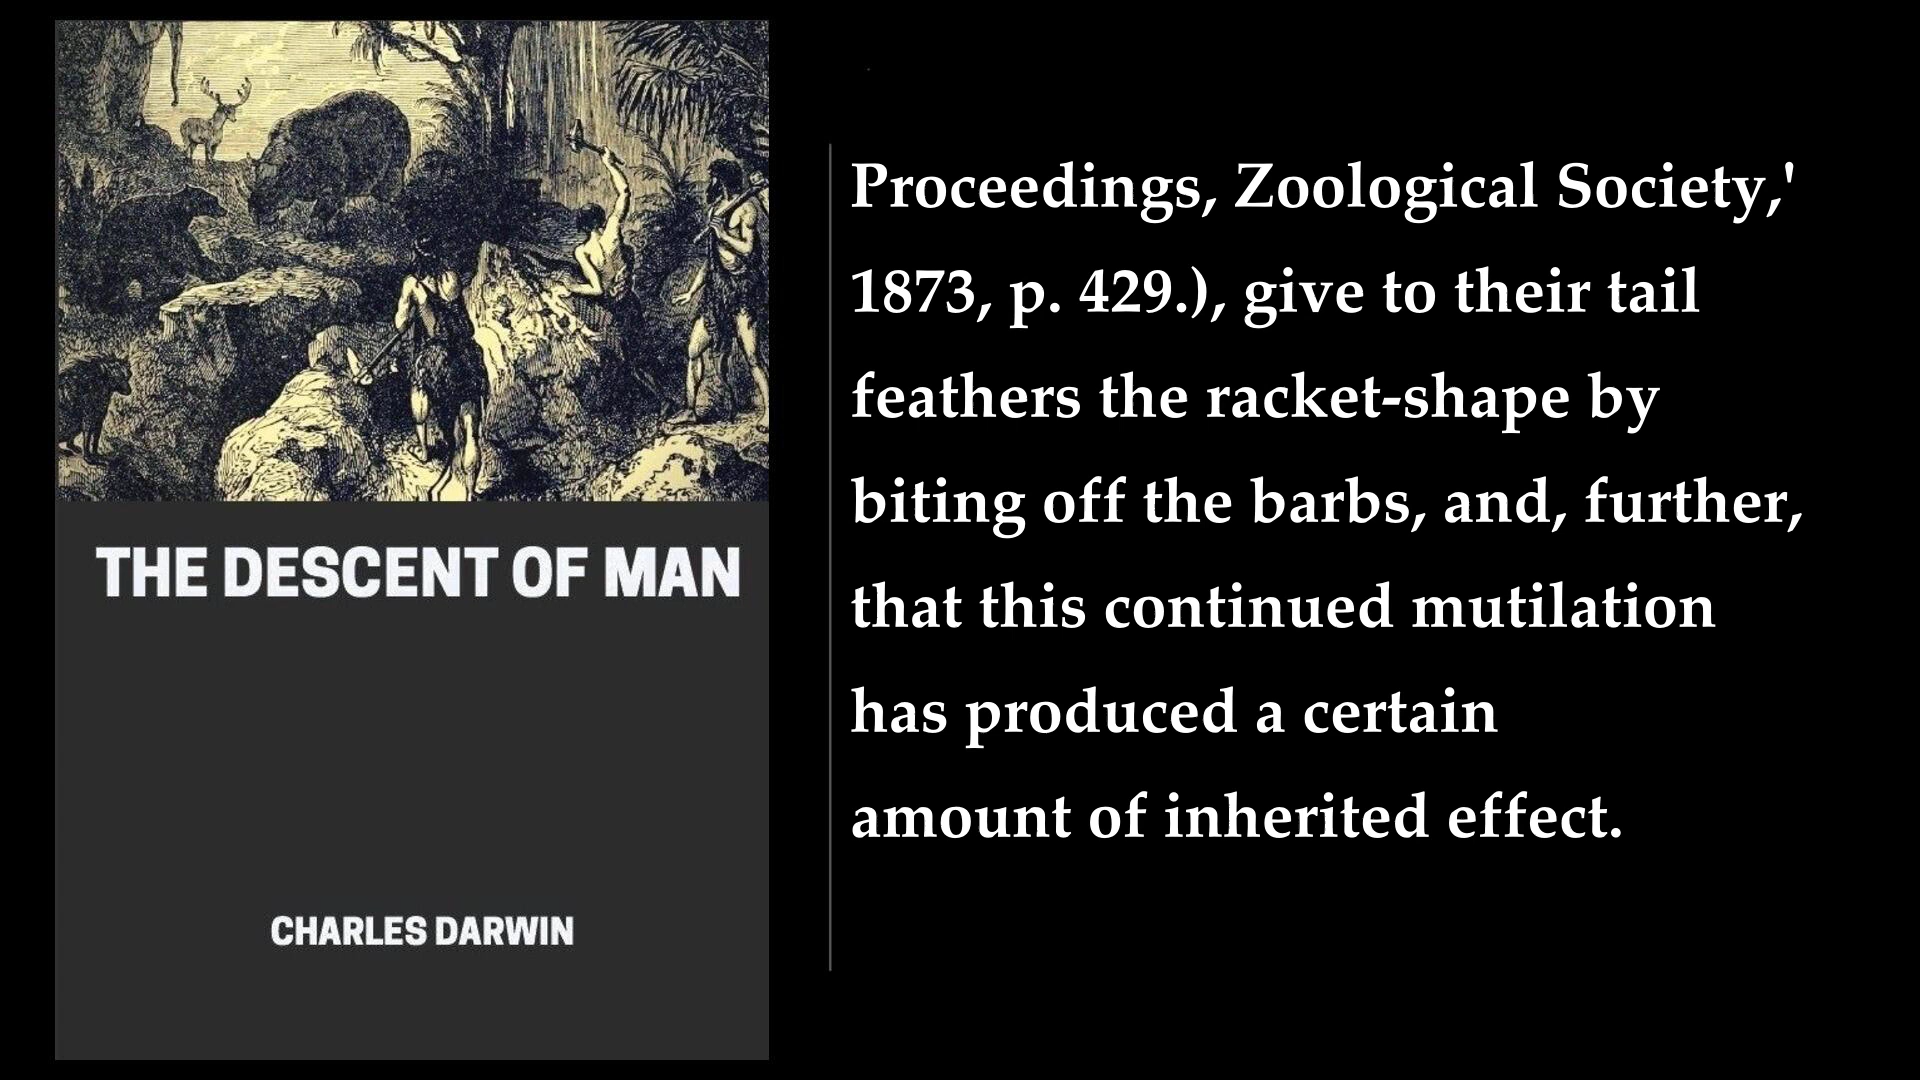 THE DESCENT OF MAN
CHARLES DARWIN
Proceedings, Zoological Society,'
1873, p. 429.), give to their tail
feathers the racket-shape by
biting off the barbs, and, further,
that this continued mutilation
has produced a certain
amount of inherited effect.